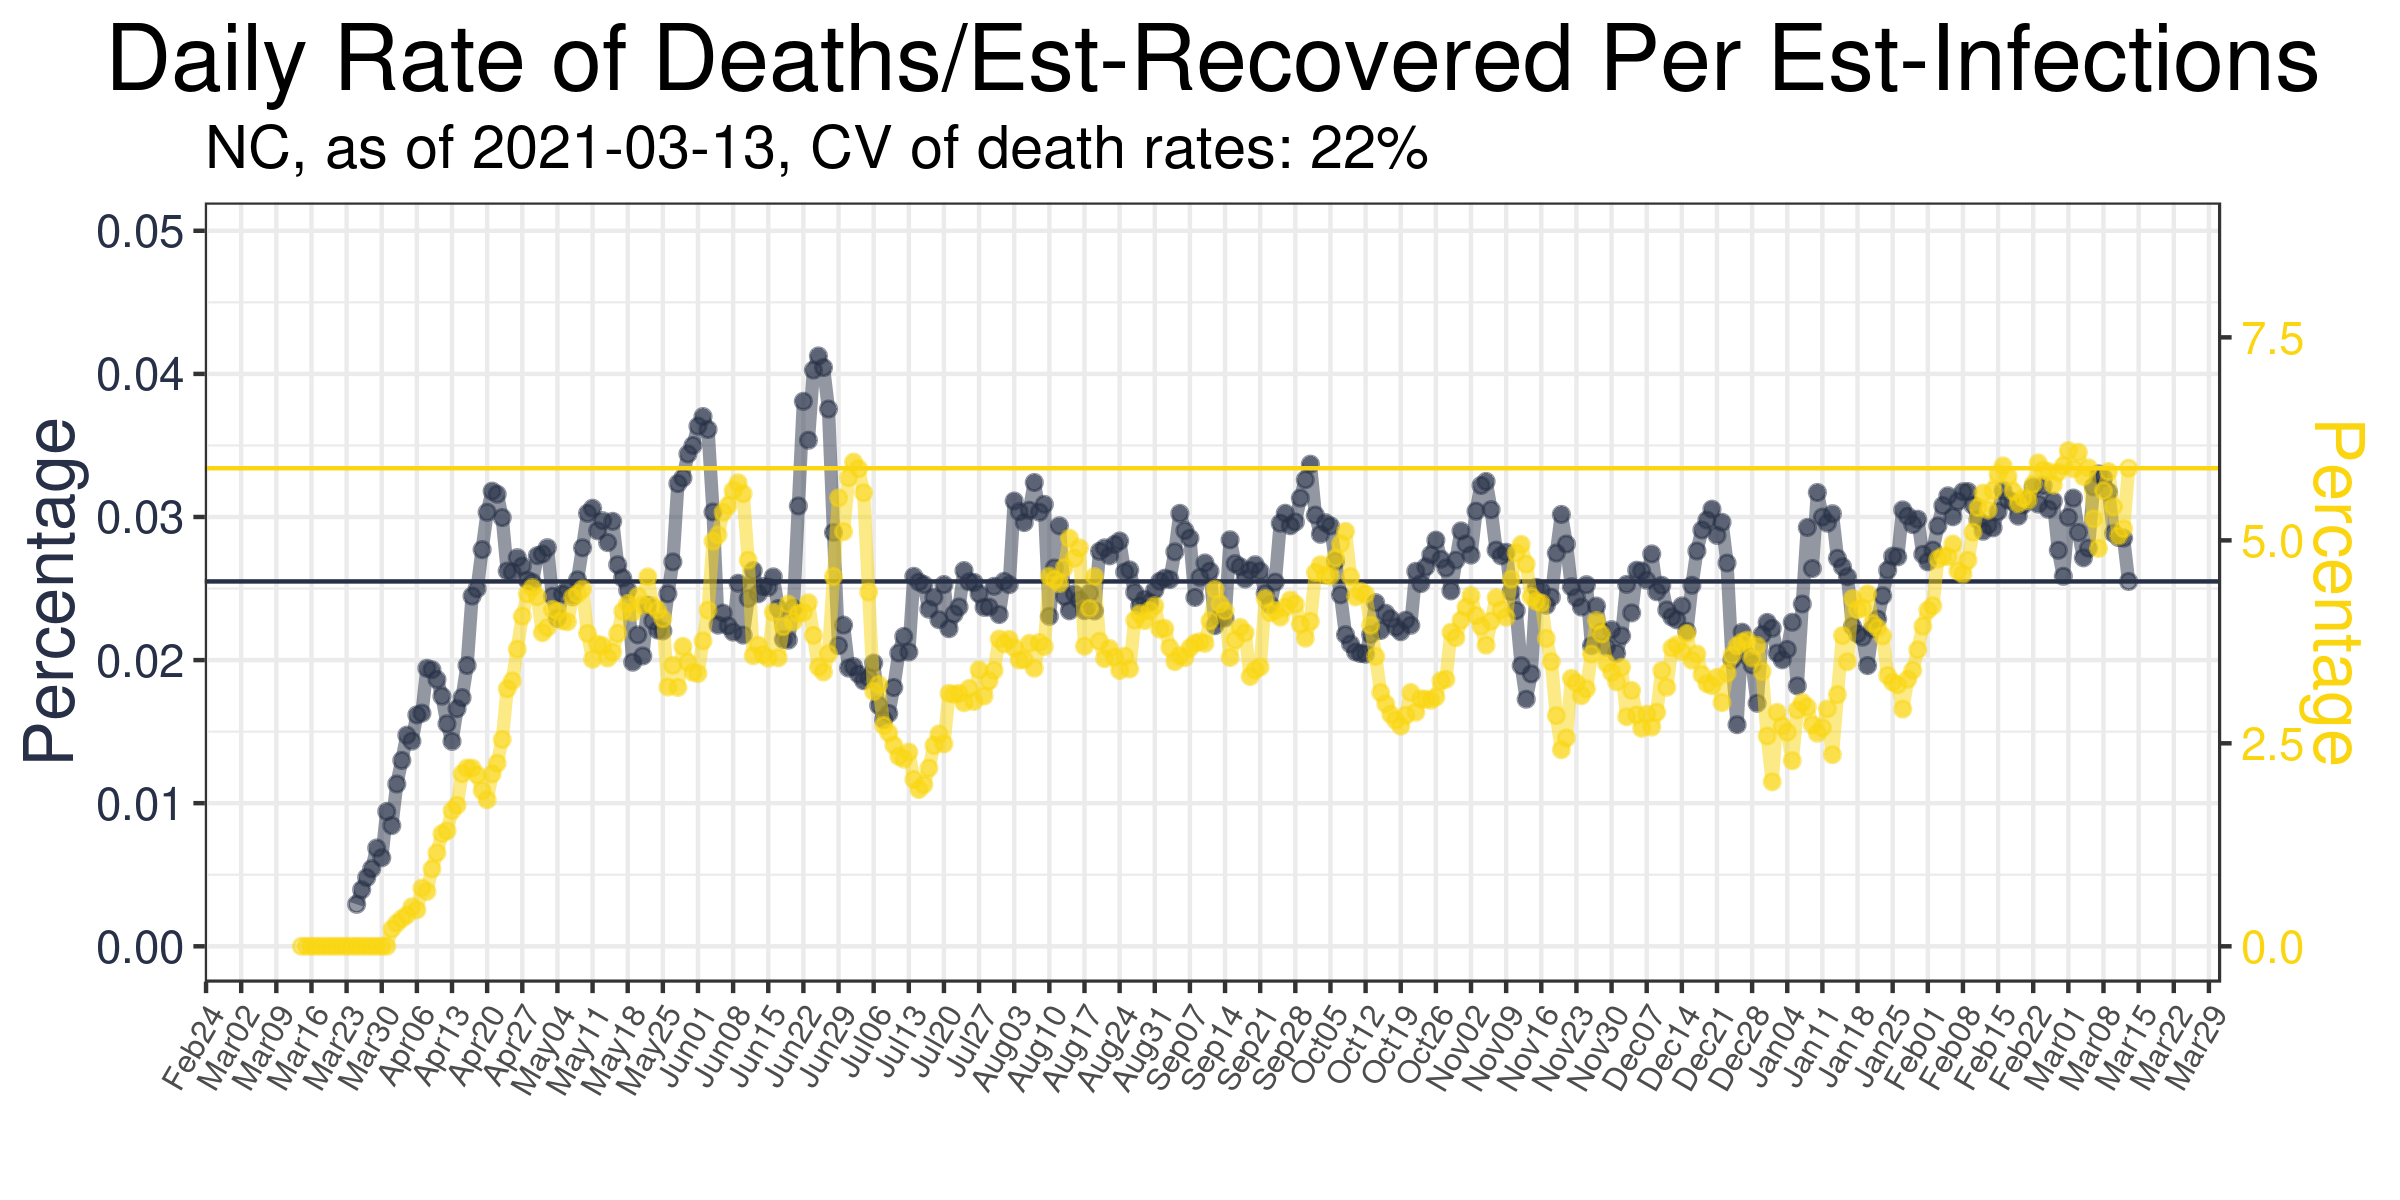 Daily Rate of Deaths/Est-Recovered Per Est-Infections
NC, as of 2021-03-13, CV of death rates: 22%
Percentage
0.05
0.04
0.03
0.02
0.01
0.00
7.5
5.0
2.5
0.0
Percentage
Feb24
Mar02
Mar09
Mar16
Mar23
Mar30
Apr06
Apr13
Apr20
Apr27
May04
May11
May18
May25
Jun01
Jun08
Jun15
Jun22
Jun29
Jul06
Jul13
Jul20
Jul27
Aug03
Aug10
Aug17
Aug24
Aug31
Sep07
Sep14
Sep21
Sep28
Oct05
Oct12
Oct19
Oct26
Nov02
Nov09
Nov16
Nov23
Nov30
Dec07
Dec14
Dec21
Dec28
Jan04
Jan11
Jan18
Jan25
Feb01
Feb08
Feb15
Feb22
Mar01
Mar08
Mar15
Mar22
Mar29